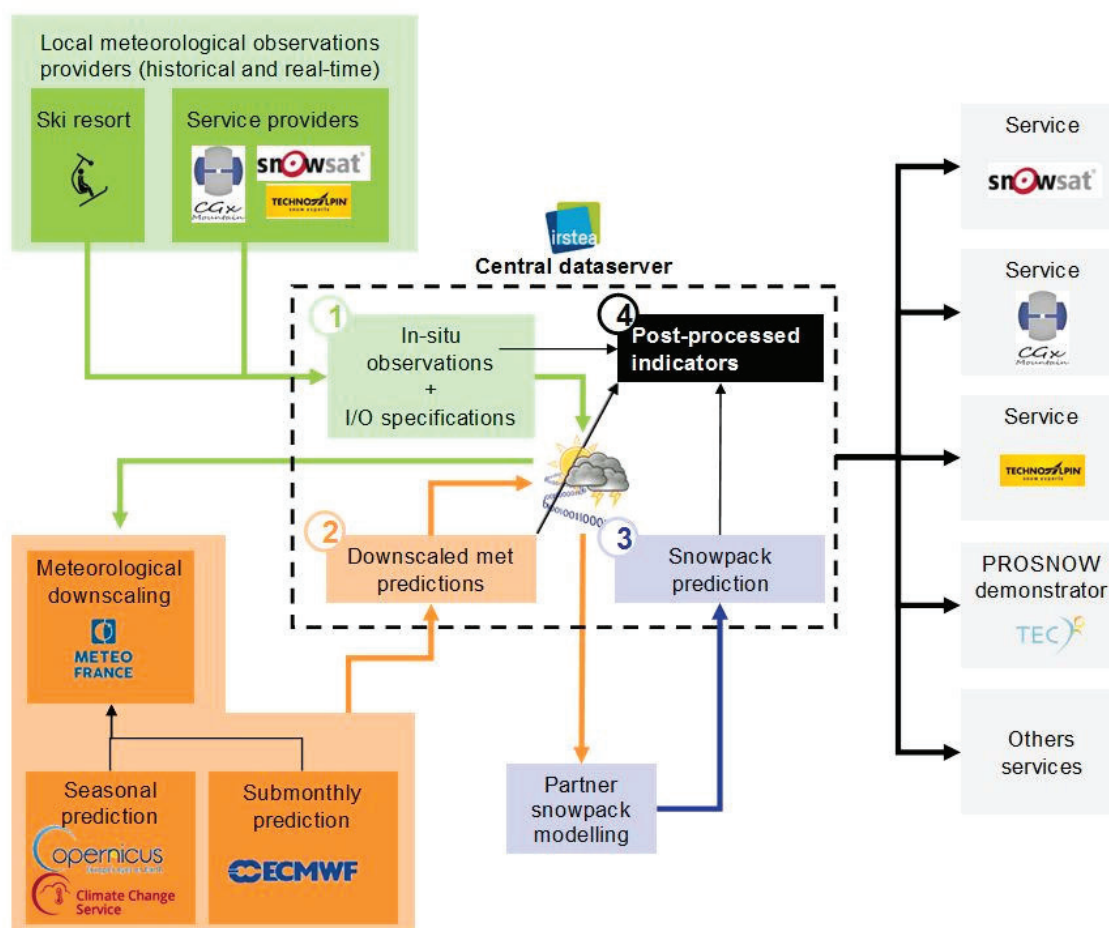 Local meteorological observations
providers (historical and real-time)
Ski resort
Service providers
CGx
Mountain
snowsat®
TECHNOALPIN
snow experts
irstea
Central dataserver
1
In-situ
observations
+
I/O specifications
4
Post-processed
indicators
2
Downscaled met
predictions
3
Snowpack
prediction
Meteorological
downscaling
METEO
FRANCE
Seasonal
prediction
Copernicus
Climate Change
Service
Submonthly
prediction
ECMWF
Partner
snowpack
modelling
Service
snowsat®
Service
CGx
Mountain
Service
TECHNOALPIN
snow experts
PROSNOW
demonstrator
TEC
Others
services